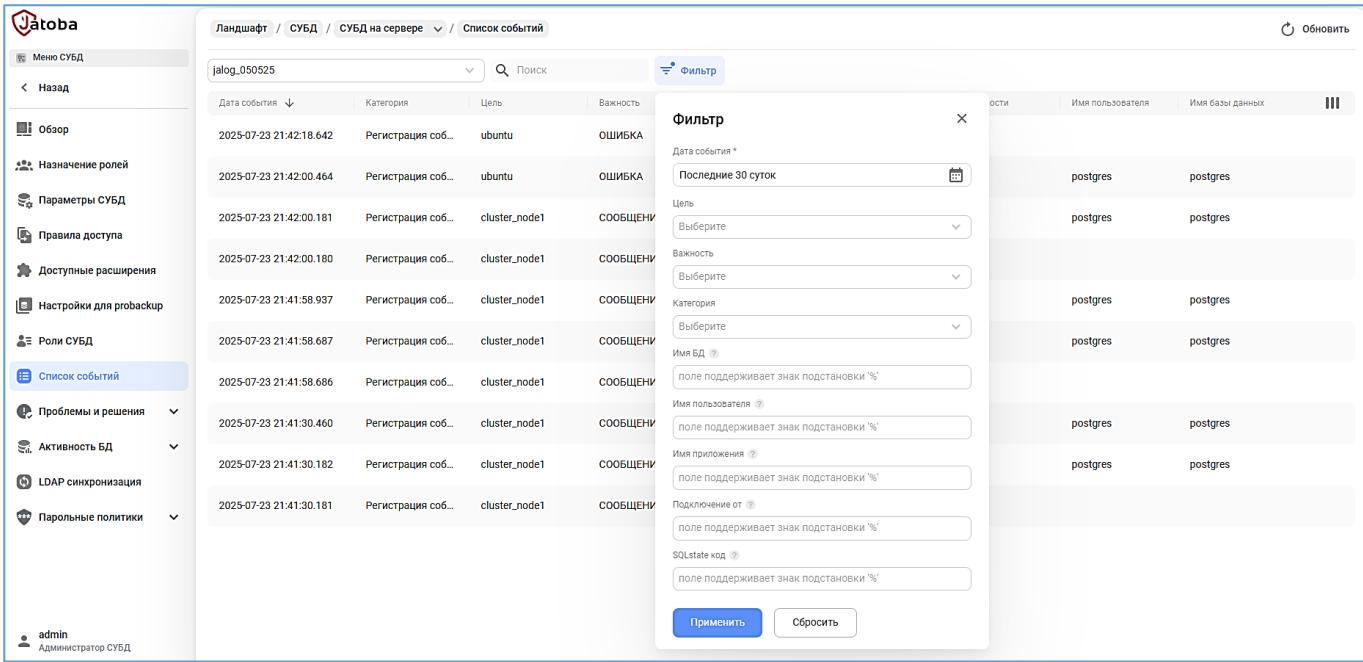 Jatoba
Меню СУБД
Назад
Обзор
Назначение ролей
Параметры СУБД
Правила доступа
Доступные расширения
Настройки для probackup
Роли СУБД
Список событий
Проблемы и решения
Активность БД
LDAP синхронизация
Парольные политики
admin
Администратор СУБД
Ландшафт / СУБД / СУБД на сервере / Список событий
Обновить
jalog_050525
Поиск
Фильтр
Дата события Категория Цель Важность ости Имя пользователя Имя базы данных
2025-07-23 21:42:18.642 Регистрация соб... ubuntu ОШИБКА
2025-07-23 21:42:00.464 Регистрация соб... ubuntu ОШИБКА postgres postgres
2025-07-23 21:42:00.181 Регистрация соб... cluster_node1 СООБЩЕНИ postgres postgres
2025-07-23 21:42:00.180 Регистрация соб... cluster_node1 СООБЩЕНИ
2025-07-23 21:41:58.937 Регистрация соб... cluster_node1 СООБЩЕНИ postgres postgres
2025-07-23 21:41:58.687 Регистрация соб... cluster_node1 СООБЩЕНИ postgres postgres
2025-07-23 21:41:58.686 Регистрация соб... cluster_node1 СООБЩЕНИ
2025-07-23 21:41:30.460 Регистрация соб... cluster_node1 СООБЩЕНИ postgres postgres
2025-07-23 21:41:30.182 Регистрация соб... cluster_node1 СООБЩЕНИ postgres postgres
2025-07-23 21:41:30.181 Регистрация соб... cluster_node1 СООБЩЕНИ
Фильтр
Дата события *
Последние 30 суток
Цель
Выберите
Важность
Выберите
Категория
Выберите
Имя БД ?
поле поддерживает знак подстановки '%'
Имя пользователя ?
поле поддерживает знак подстановки '%'
Имя приложения ?
поле поддерживает знак подстановки '%'
Подключение от ?
поле поддерживает знак подстановки '%'
SQLstate код ?
поле поддерживает знак подстановки '%'
Применить
Сбросить